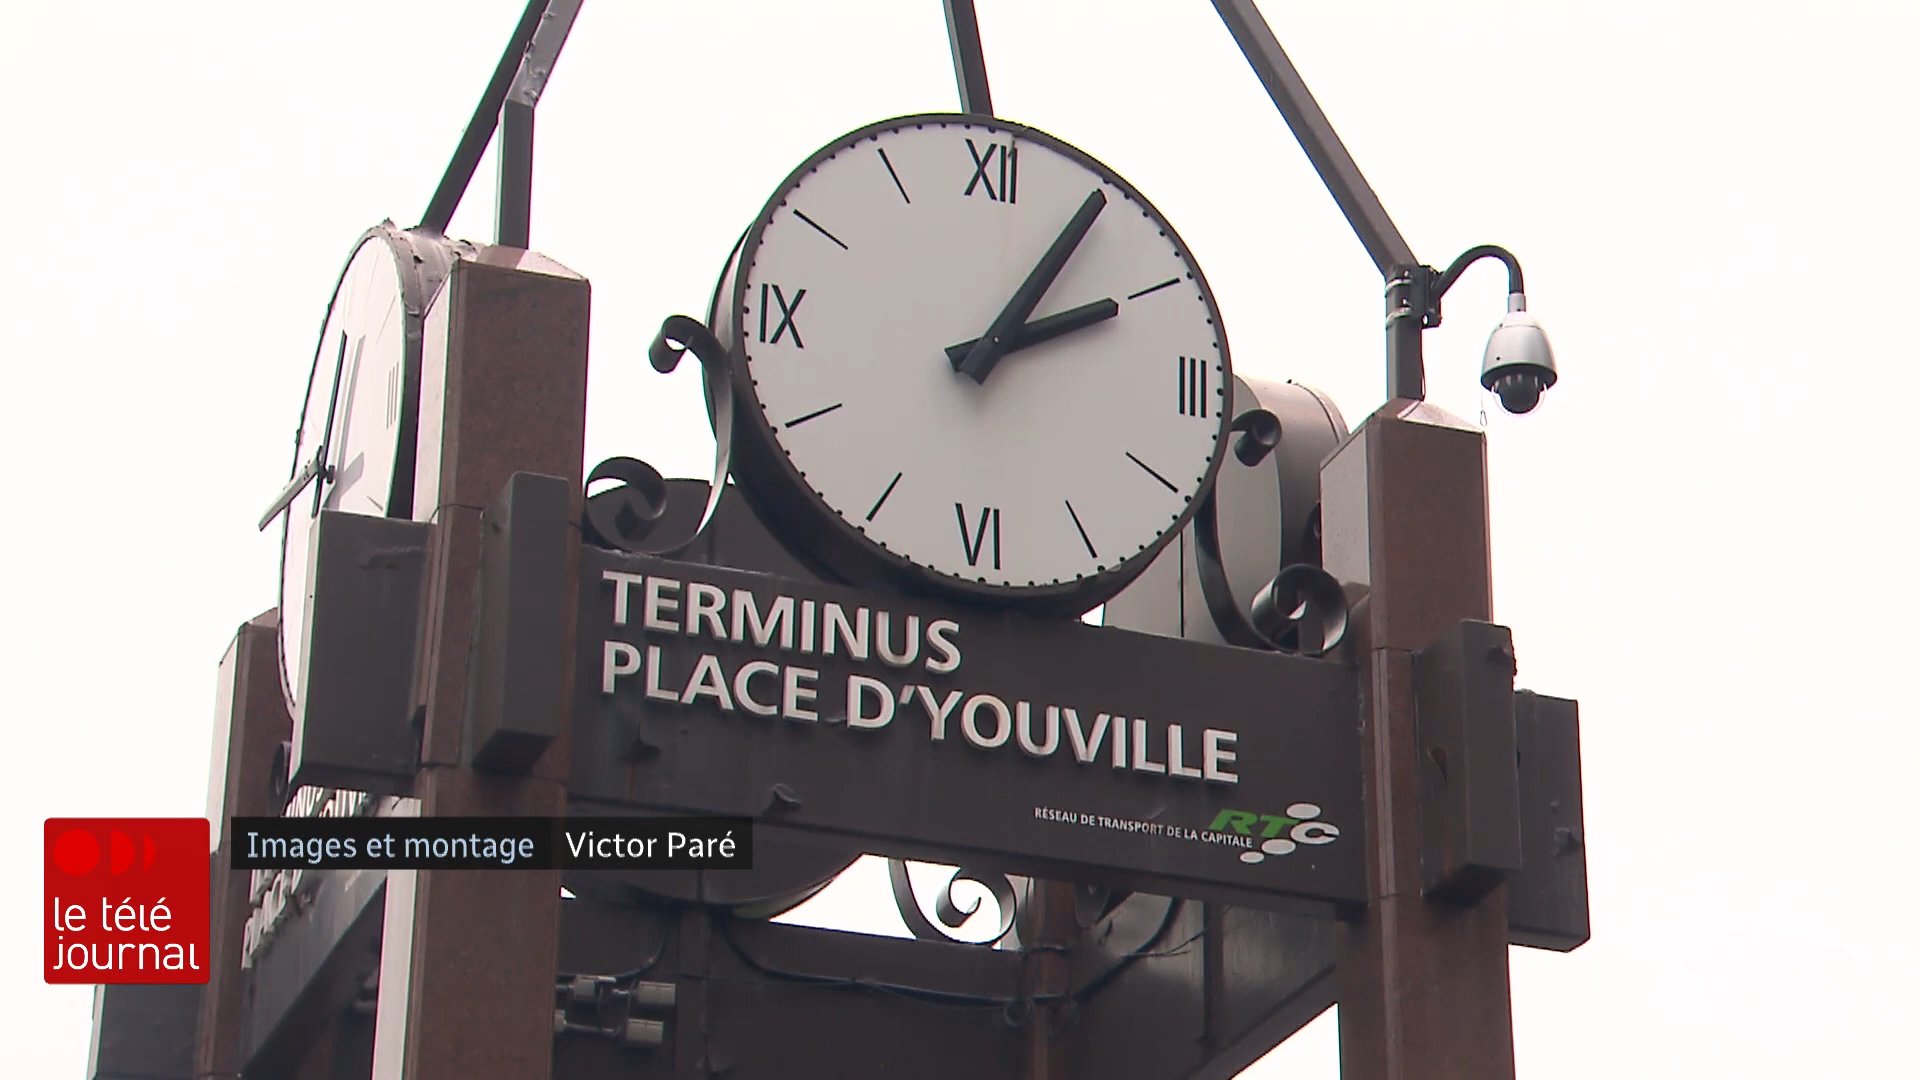 XII
IX
III
VI
TERMINUS
PLACE D'YOUVILLE
RÉSEAU DE TRANSPORT DE LA CAPITALE
RTC
Images et montage Victor Paré
le télé
journal